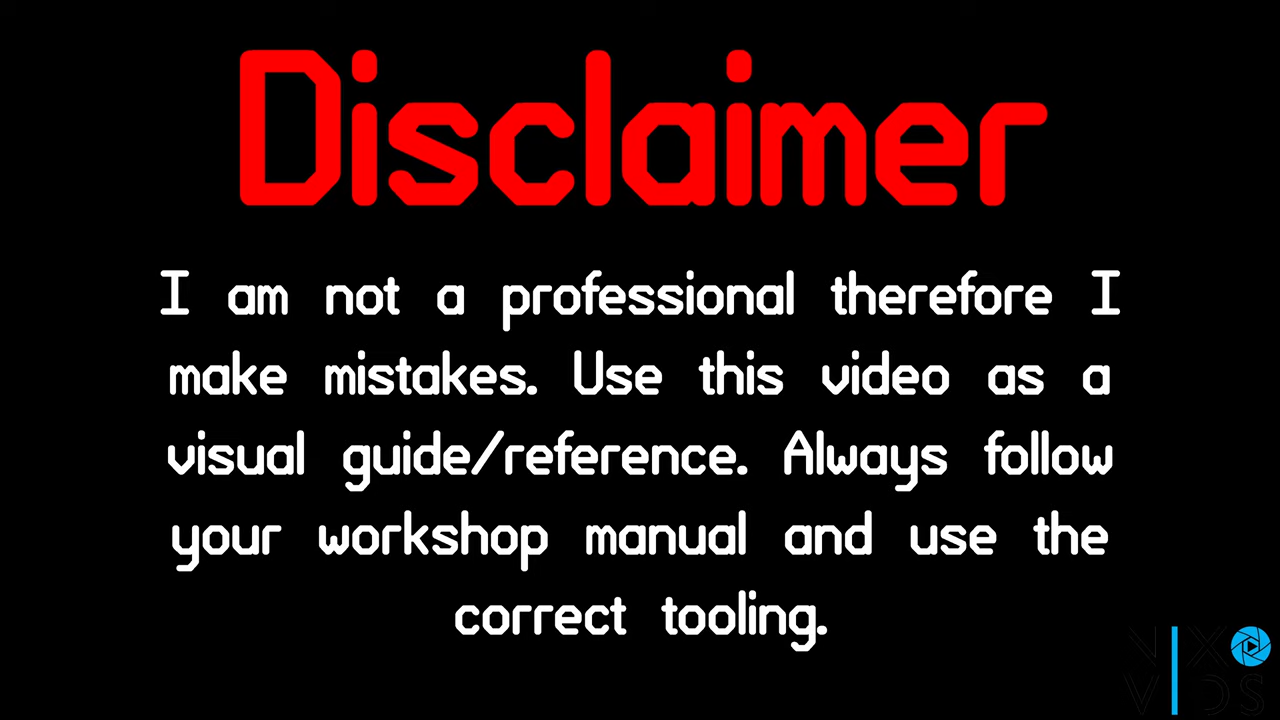 Disclaimer
I am not a professional therefore I
make mistakes. Use this video as a
visual guide/reference. Always follow
your workshop manual and use the
correct tooling.
NIXO
VIDS